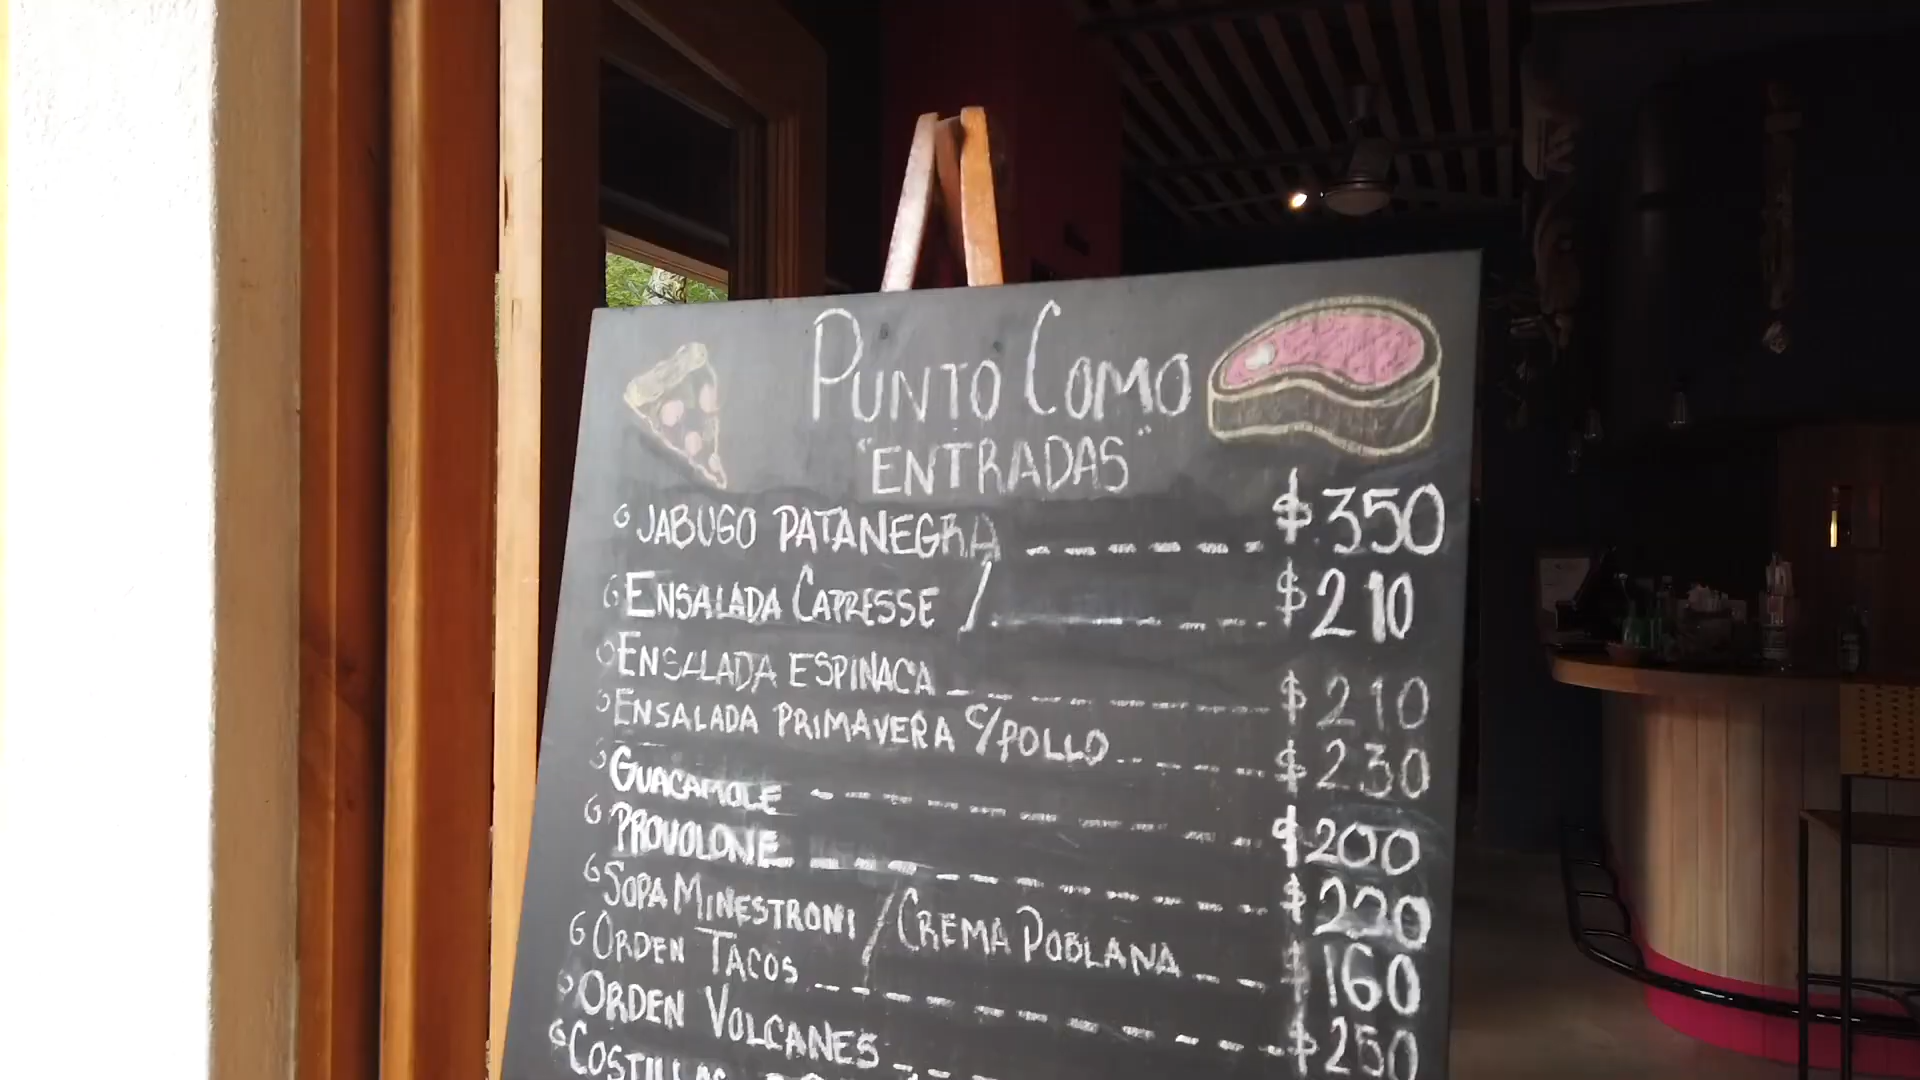 PUNTO COMO
"ENTRADAS"
JABUGO PATANEGRA $350
ENSALADA CAPRESSE / $210
ENSALADA ESPINACA $210
ENSALADA PRIMAVERA C/POLLO $230
GUACAMOLE $200
PROVOLONE $220
SOPA MINESTRONI / CREMA POBLANA $160
ORDEN TACOS $250
ORDEN VOLCANES
COSTILLAS